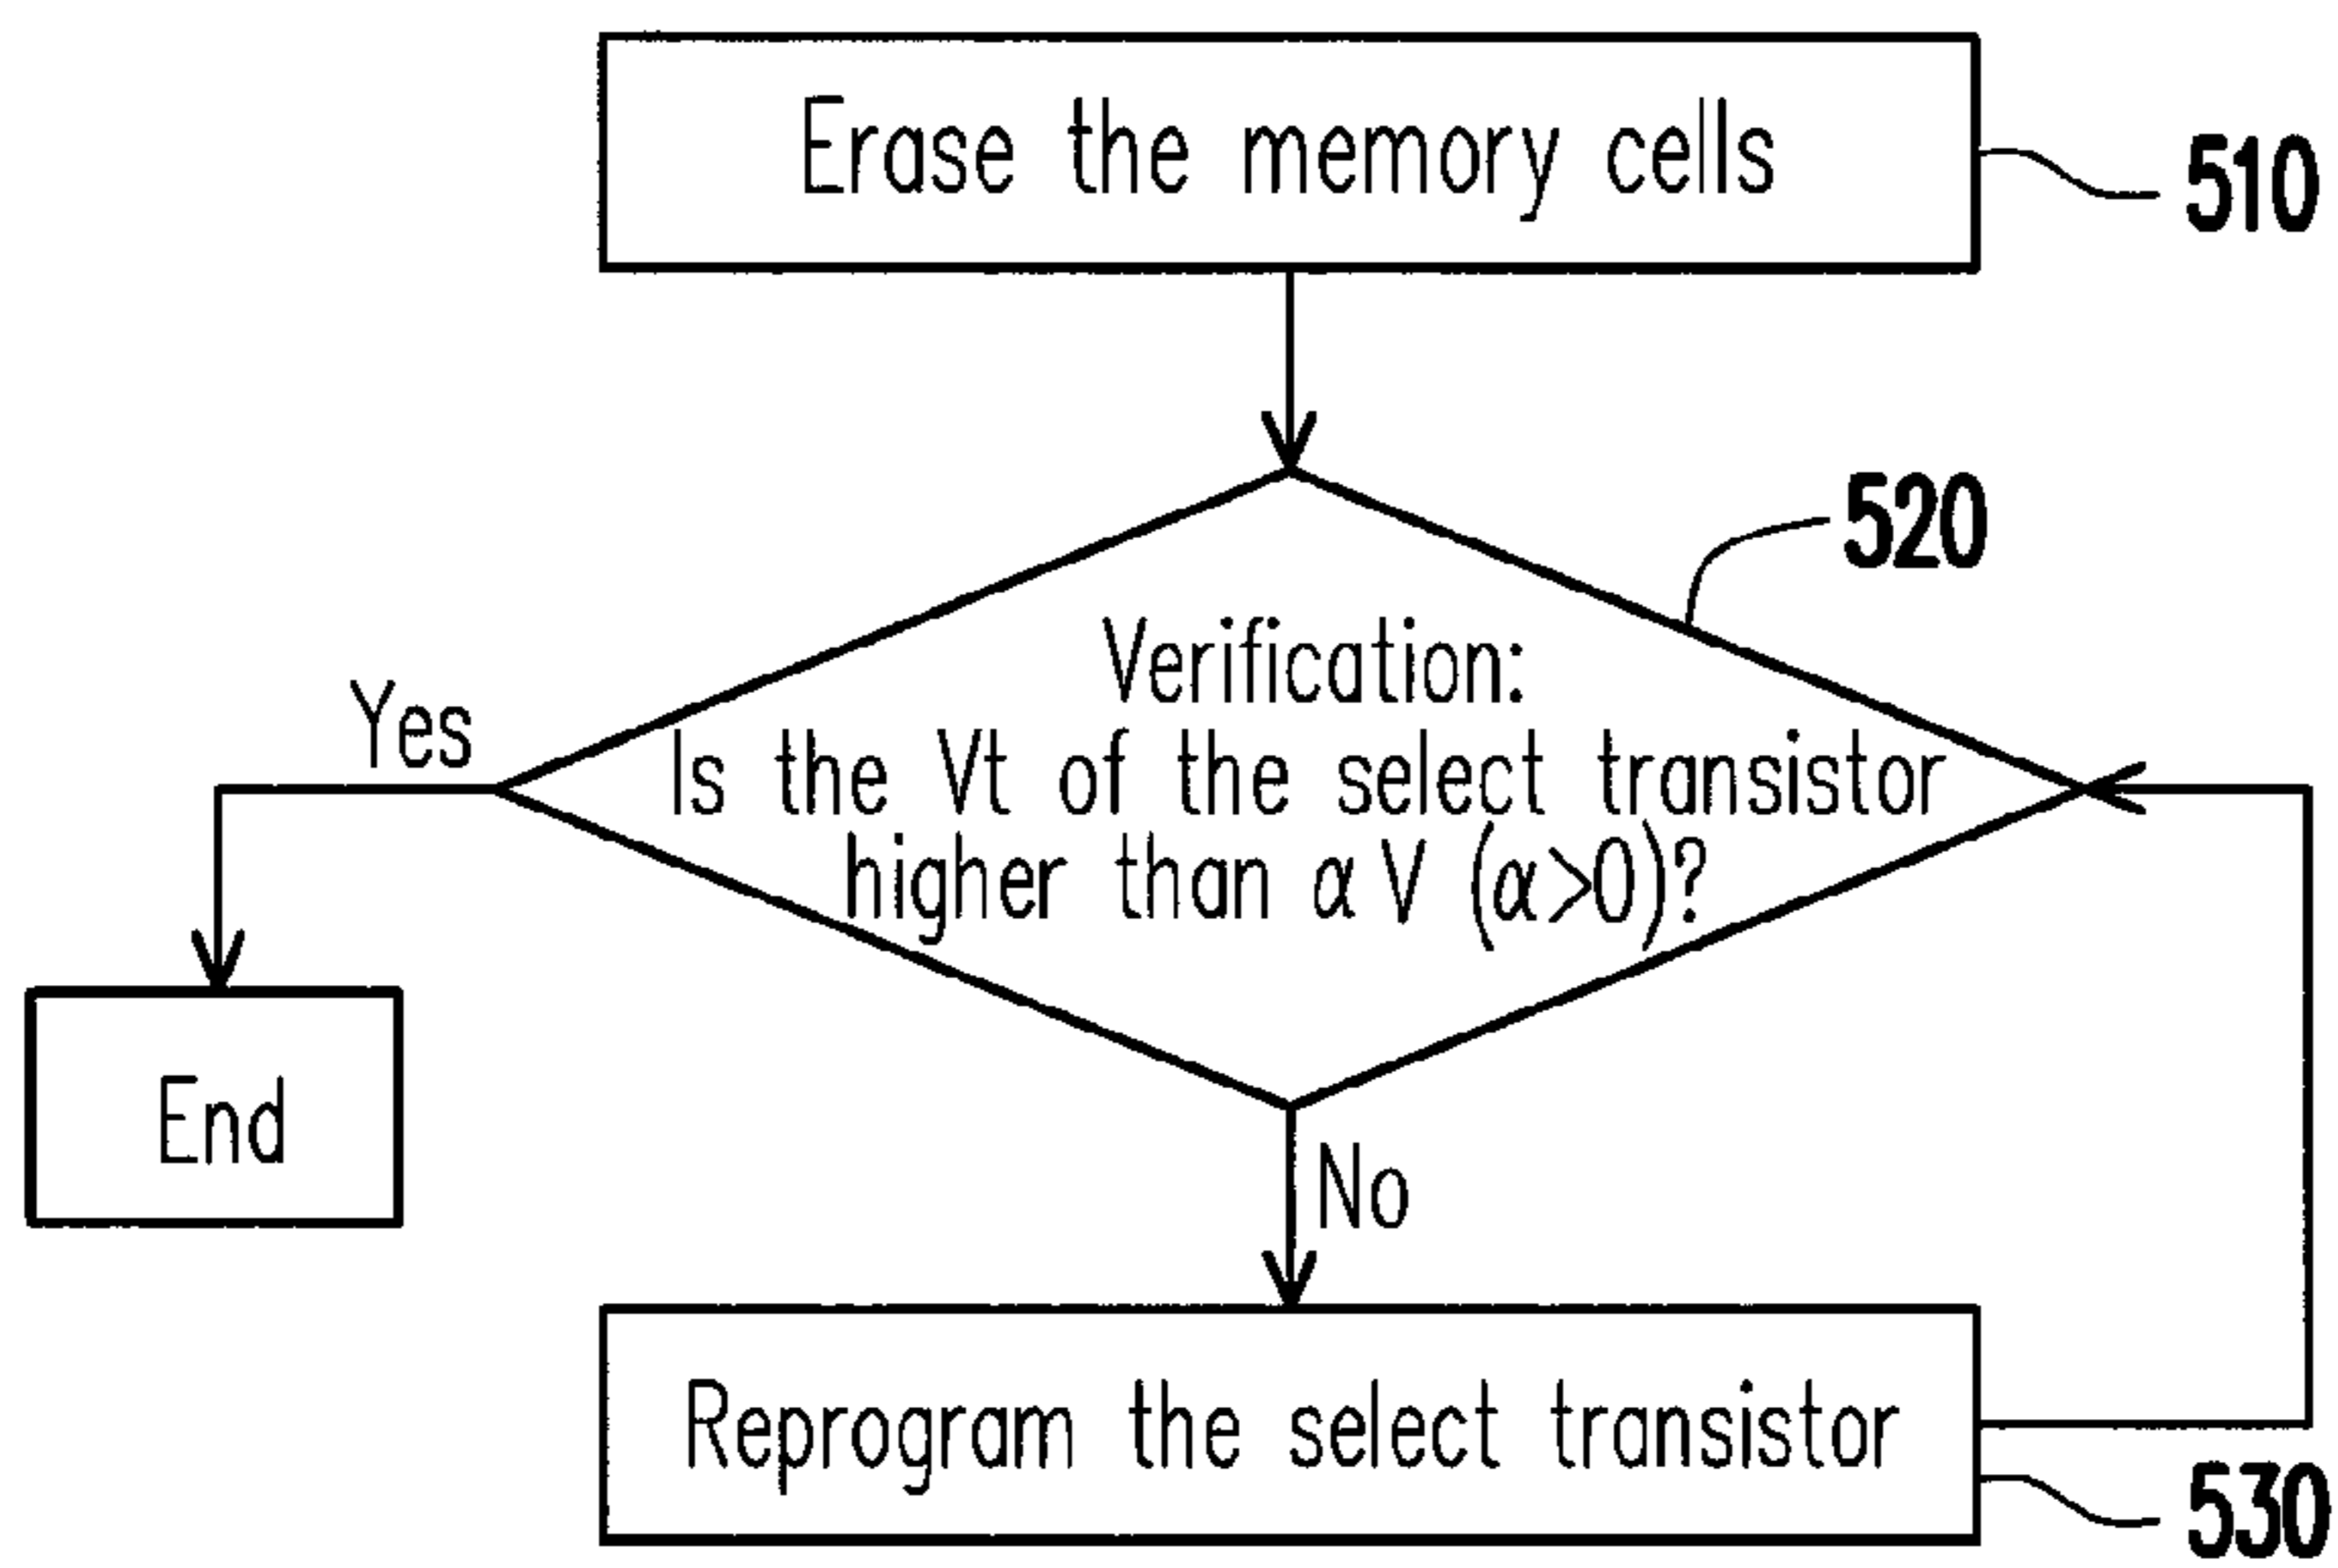 Erase the memory cells
510
520
Verification:
Is the Vt of the select transistor
higher than α V (α>0)?
Yes
End
No
Reprogram the select transistor
530